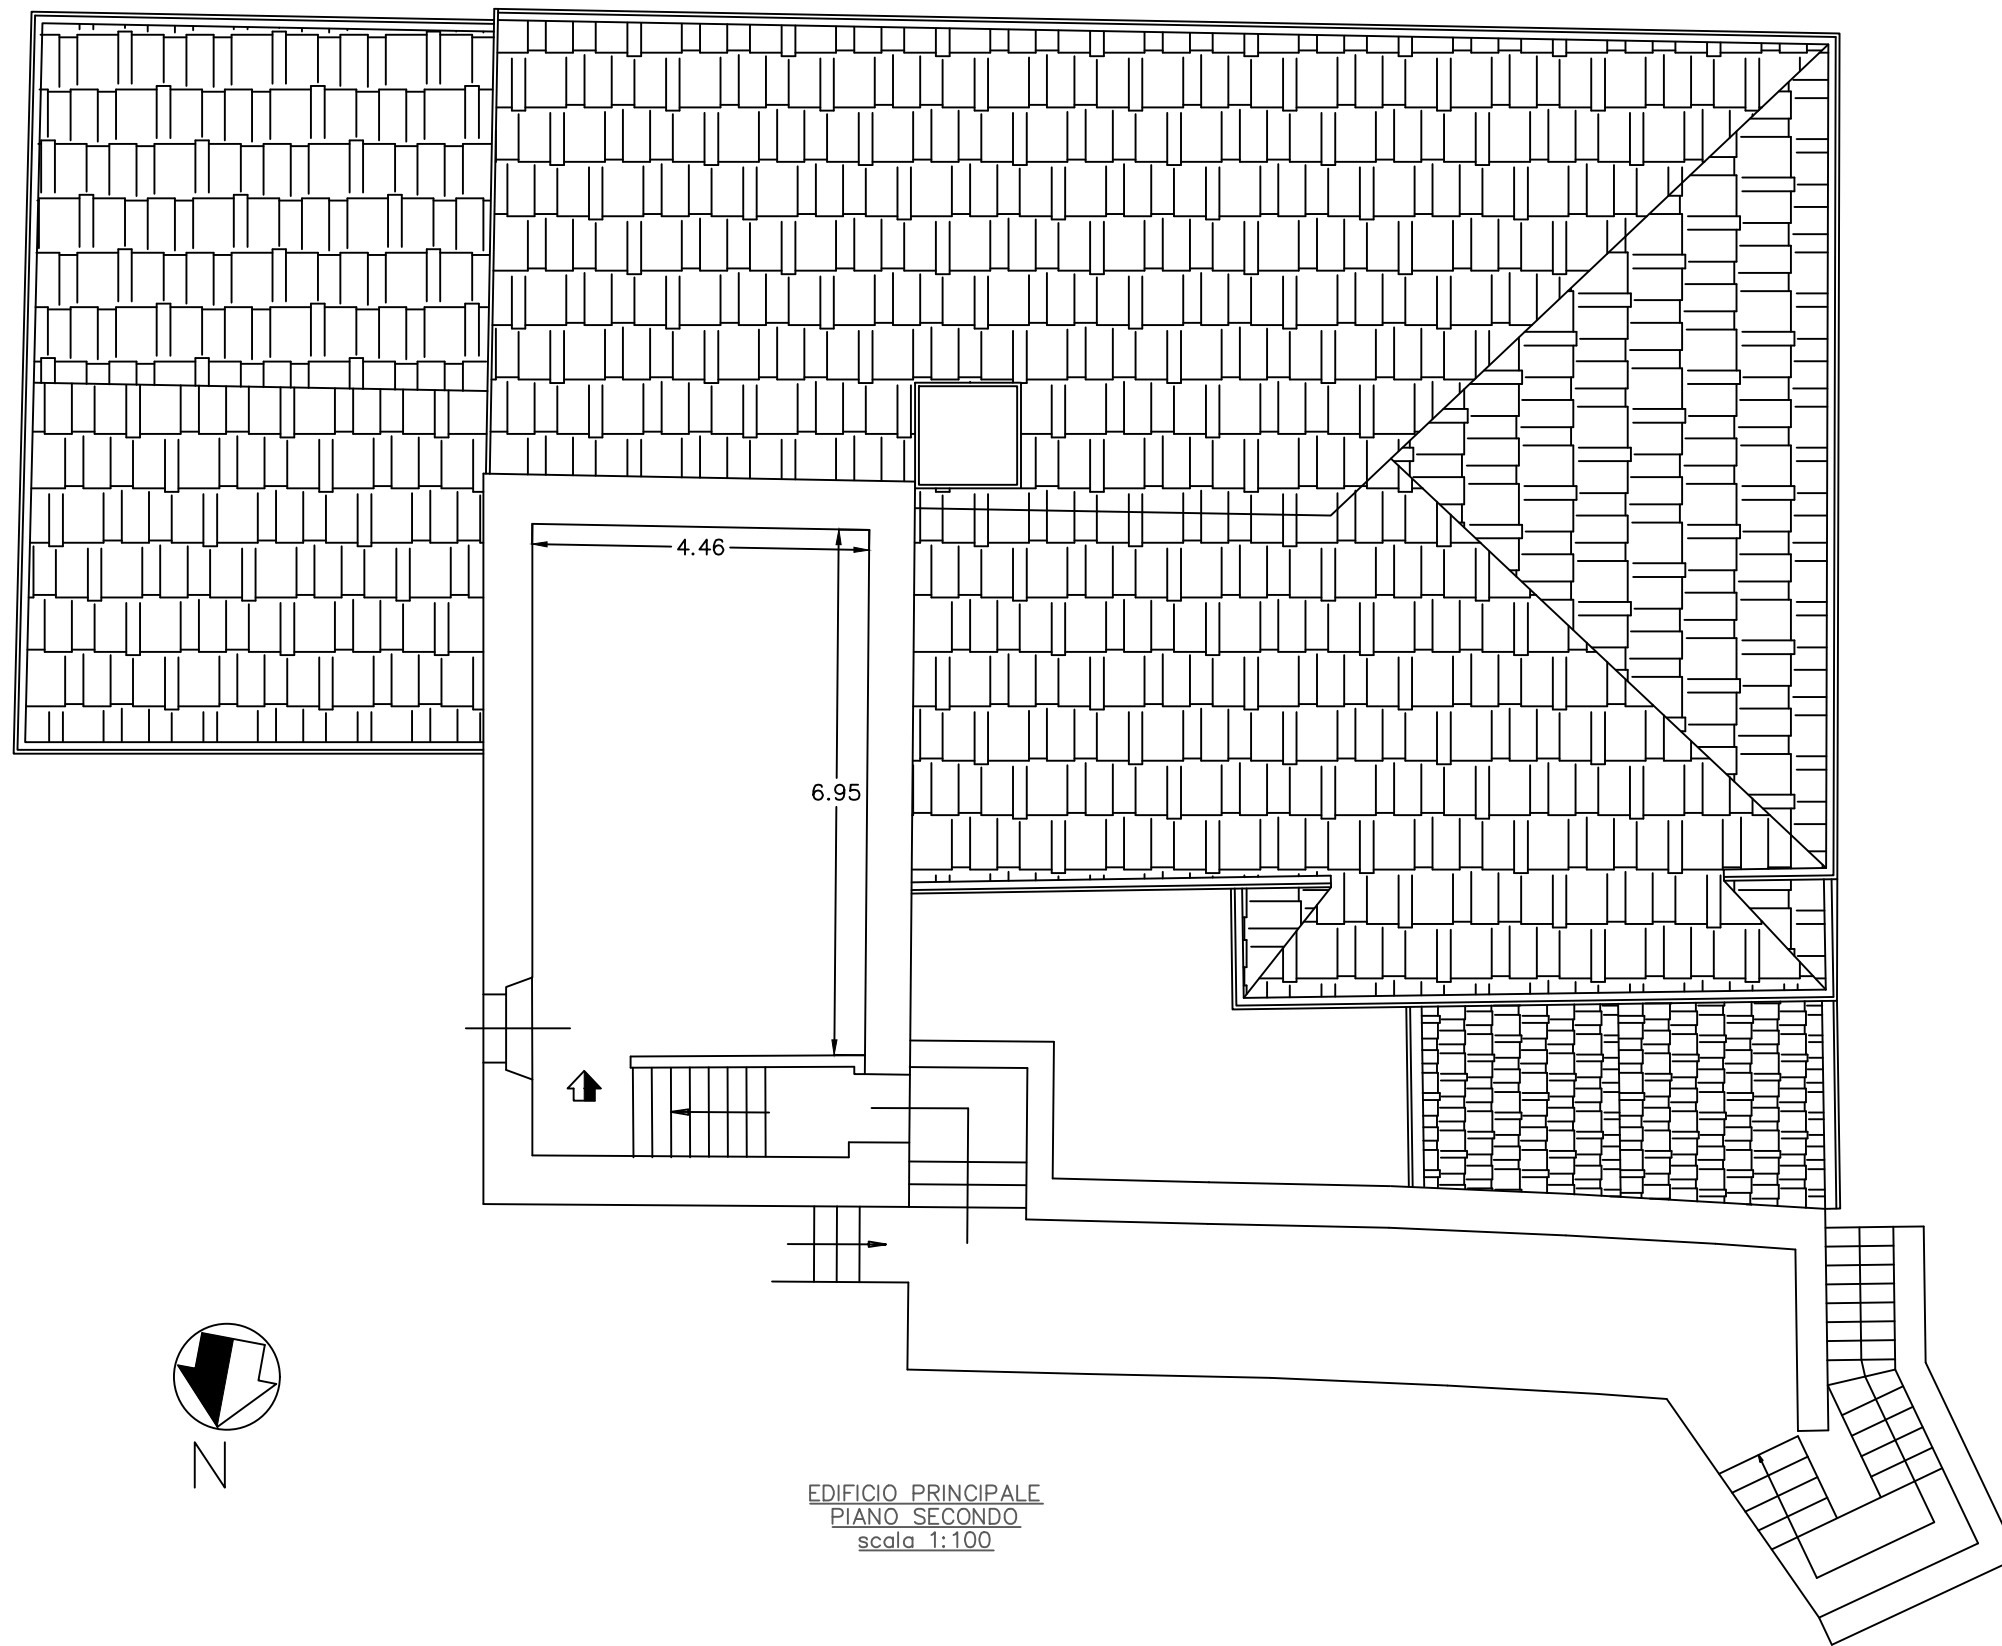 4.46
6.95
N
EDIFICIO PRINCIPALE
PIANO SECONDO
scala 1:100